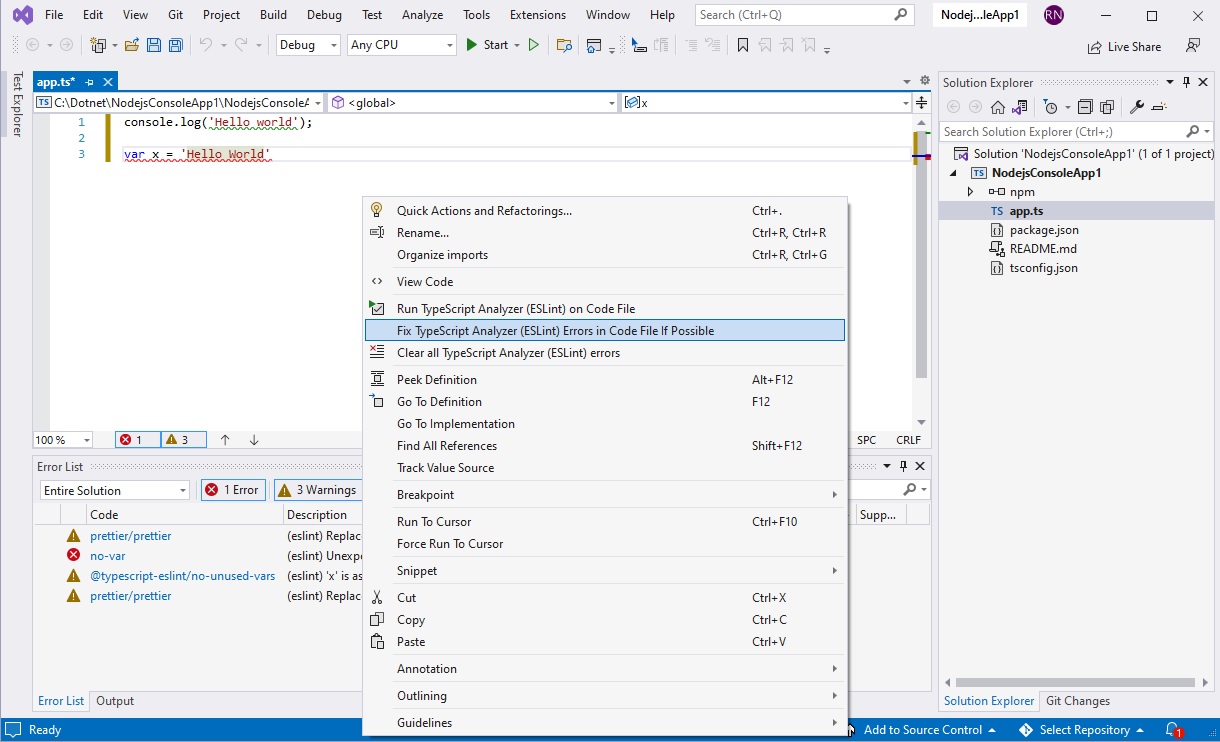 File Edit View Git Project Build Debug Test Analyze Tools Extensions Window Help Search (Ctrl+Q) Nodej...leApp1 RN
Debug Any CPU Start Live Share
Test Explorer
app.ts*
TS C:\Dotnet\NodejsConsoleApp1\NodejsConsoleA <global> x
1 console.log('Hello world');
2
3 var x = 'Hello World'
Quick Actions and Refactorings... Ctrl+.
Rename... Ctrl+R, Ctrl+R
Organize imports Ctrl+R, Ctrl+G
View Code
Run TypeScript Analyzer (ESLint) on Code File
Fix TypeScript Analyzer (ESLint) Errors in Code File If Possible
Clear all TypeScript Analyzer (ESLint) errors
Peek Definition Alt+F12
Go To Definition F12
Go To Implementation
Find All References Shift+F12
Track Value Source
Breakpoint
Run To Cursor Ctrl+F10
Force Run To Cursor
Snippet
Cut Ctrl+X
Copy Ctrl+C
Paste Ctrl+V
Annotation
Outlining
Guidelines
100 % 1 3 SPC CRLF
Error List
Entire Solution 1 Error 3 Warnings
Code Description Supp...
prettier/prettier (eslint) Replac
no-var (eslint) Unexpe
@typescript-eslint/no-unused-vars (eslint) 'x' is as
prettier/prettier (eslint) Replac
Error List Output
Solution Explorer
Search Solution Explorer (Ctrl+;)
Solution 'NodejsConsoleApp1' (1 of 1 project)
TS NodejsConsoleApp1
npm
TS app.ts
package.json
README.md
tsconfig.json
Solution Explorer Git Changes
Ready Add to Source Control Select Repository 1